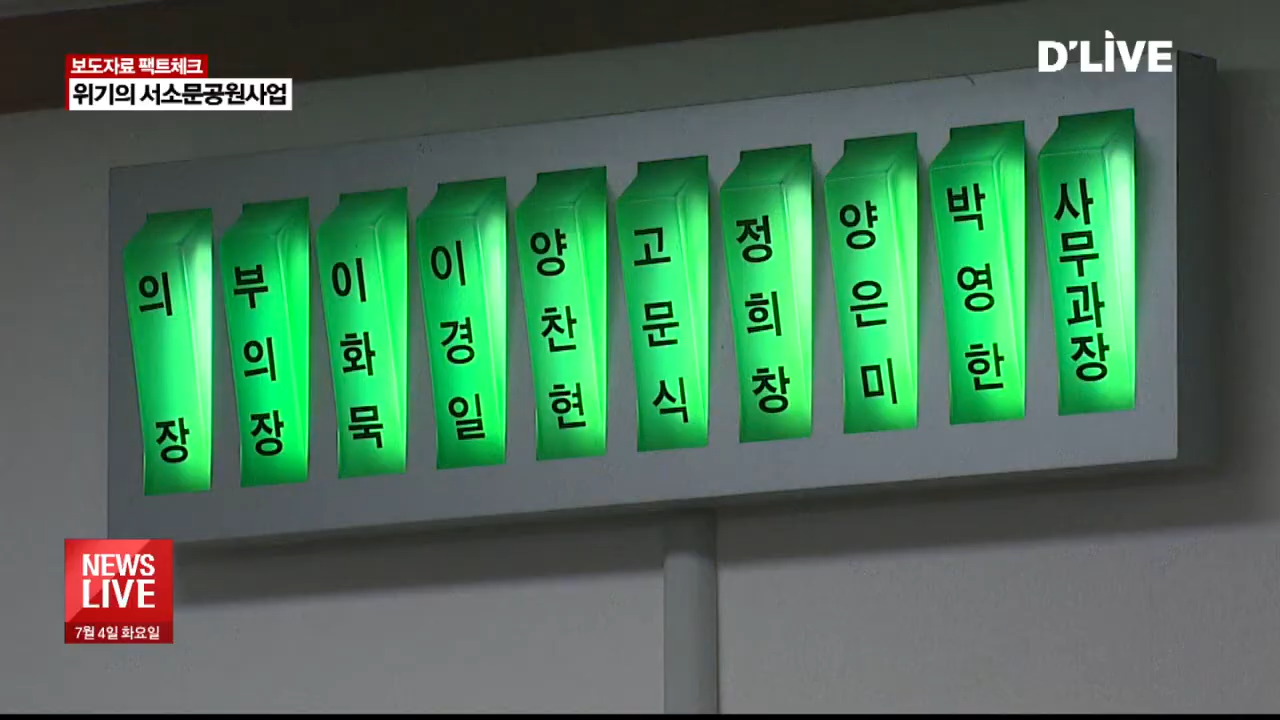 보도자료 팩트체크
위기의 서소문공원사업
D'LIVE
의장
부의장
이화묵
이경일
양찬현
고문식
정희창
양은미
박영한
사무과장
NEWS
LIVE
7월 4일 화요일